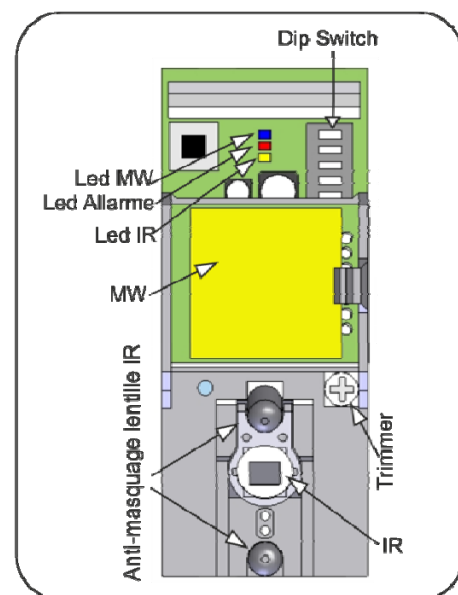 Dip Switch
Led MW
Led Allarme
Led IR
MW
Anti-masquage lentille IR
Trimmer
IR